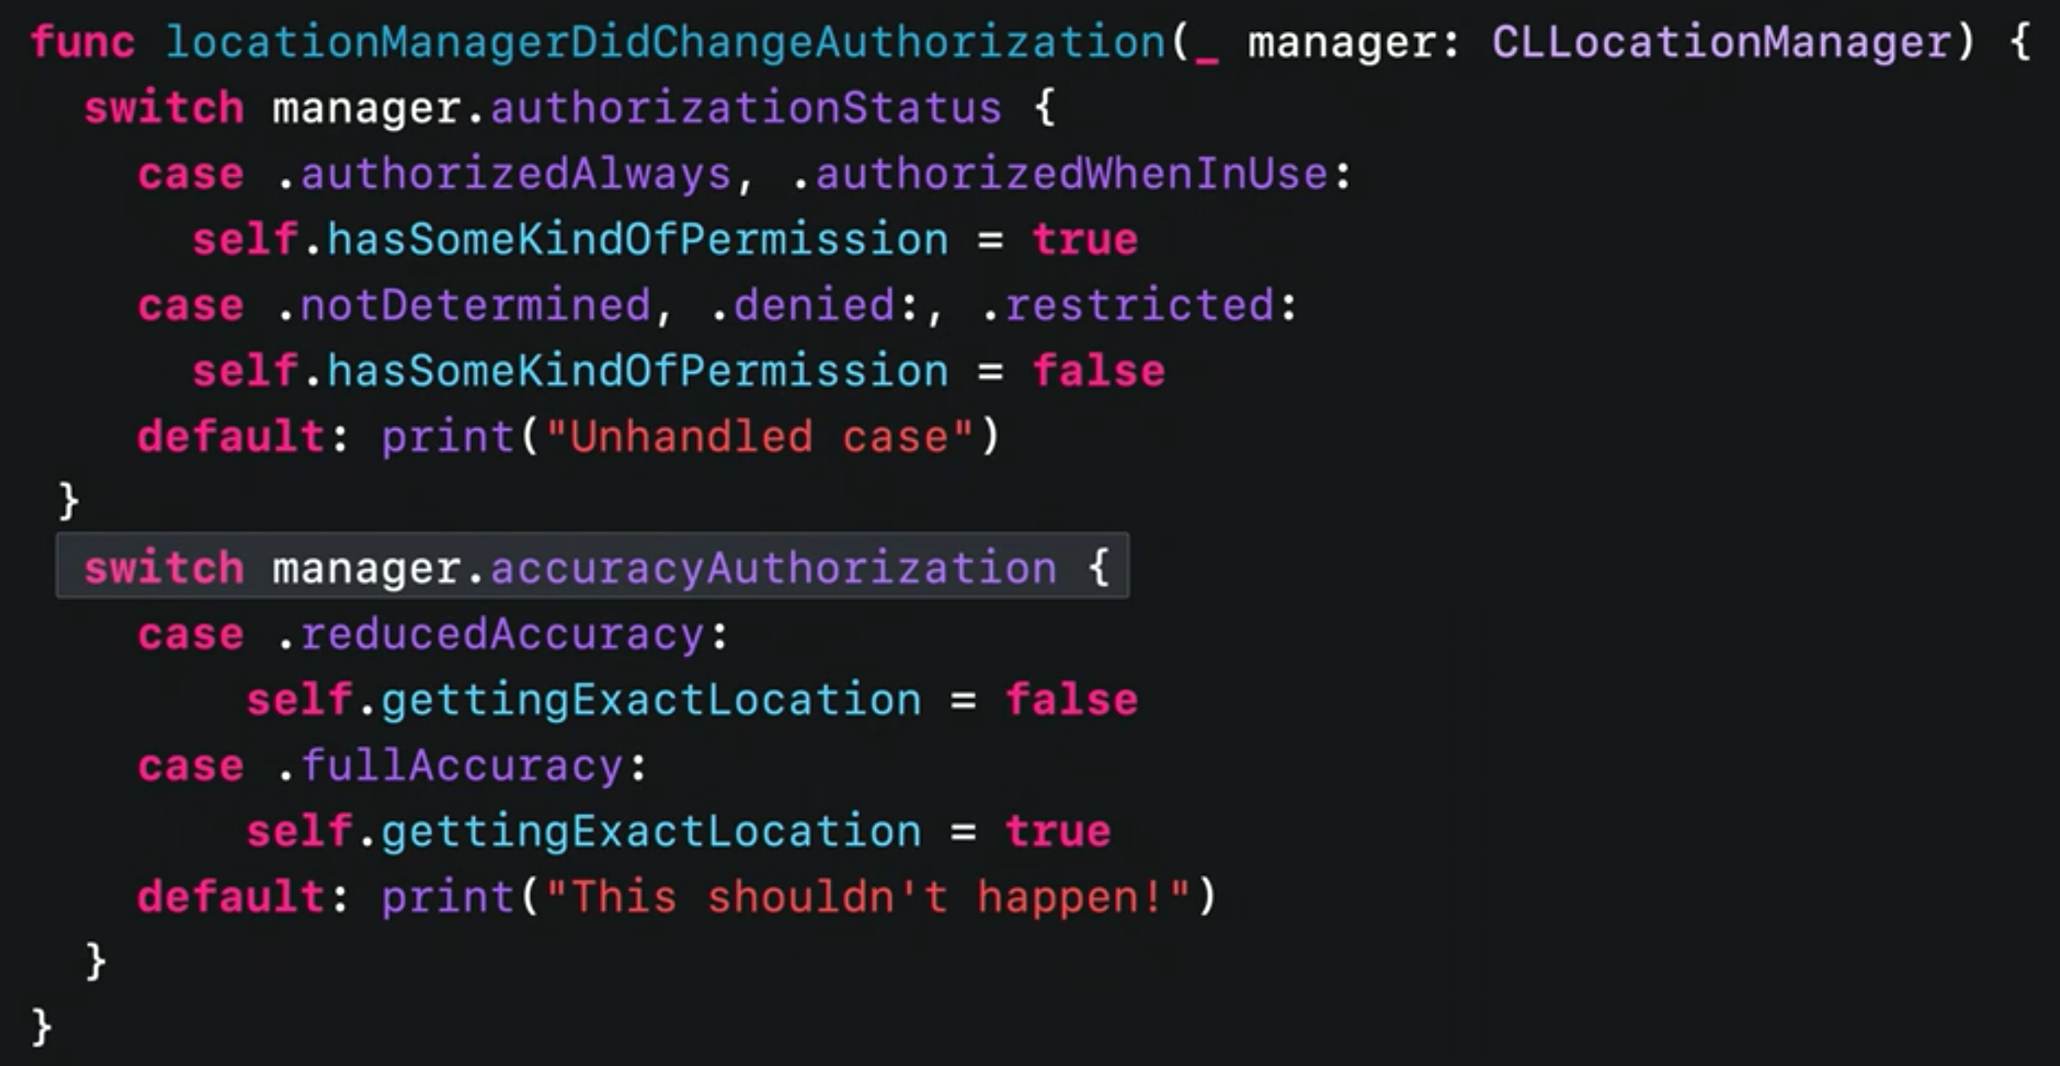 func locationManagerDidChangeAuthorization(_ manager: CLLocationManager) {
switch manager.authorizationStatus {
case .authorizedAlways, .authorizedWhenInUse:
self.hasSomeKindOfPermission = true
case .notDetermined, .denied:, .restricted:
self.hasSomeKindOfPermission = false
default: print("Unhandled case")
}
switch manager.accuracyAuthorization {
case .reducedAccuracy:
self.gettingExactLocation = false
case .fullAccuracy:
self.gettingExactLocation = true
default: print("This shouldn't happen!")
}
}